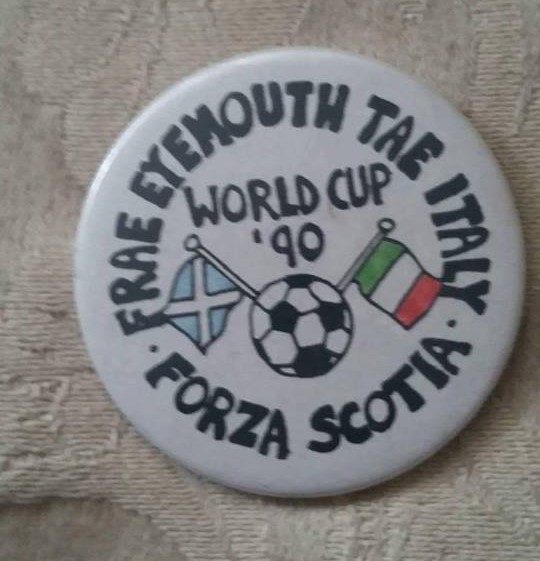 FRAE EYEMOUTH TAE ITALY
WORLD CUP
'90
· FORZA SCOTIA ·